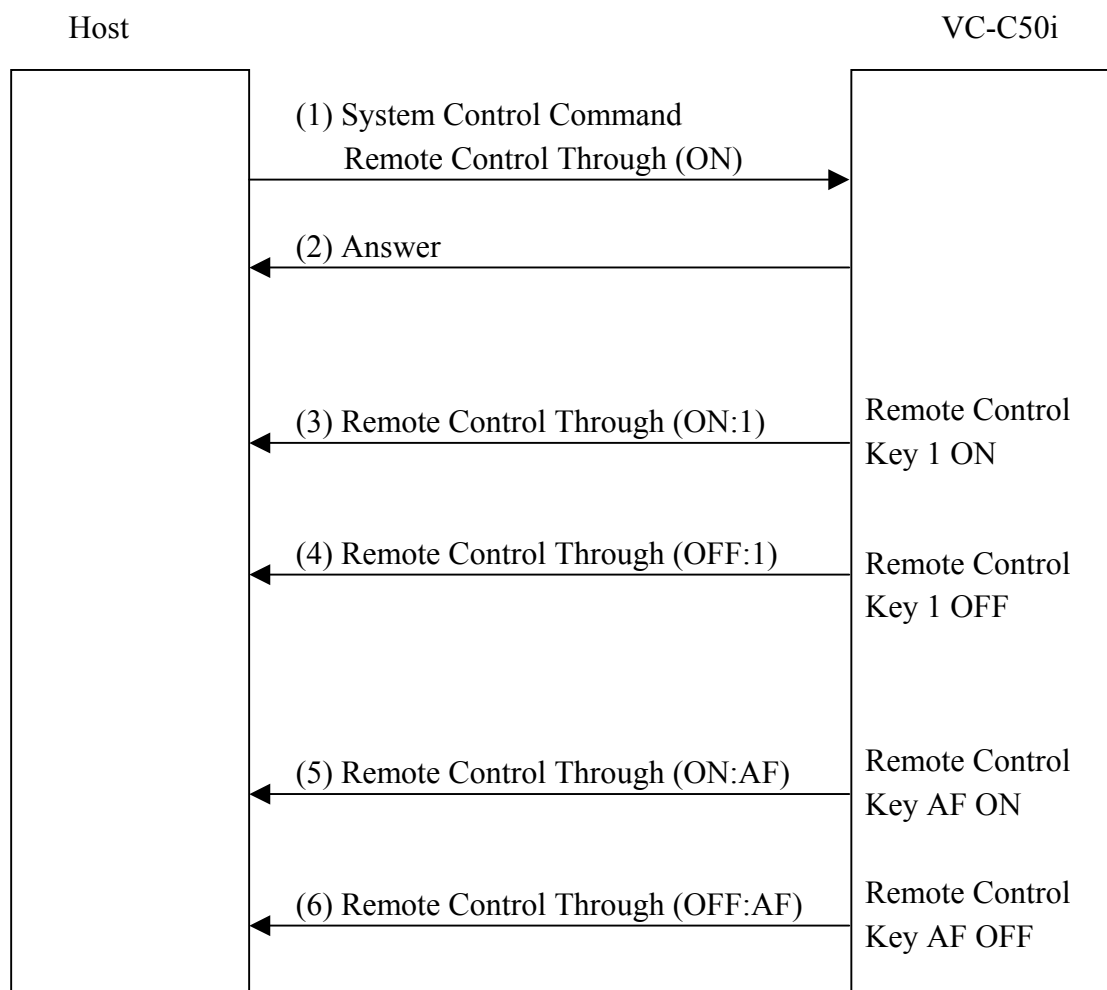 Host
VC-C50i
(1) System Control Command
Remote Control Through (ON)
(2) Answer
(3) Remote Control Through (ON:1)
Remote Control
Key 1 ON
(4) Remote Control Through (OFF:1)
Remote Control
Key 1 OFF
(5) Remote Control Through (ON:AF)
Remote Control
Key AF ON
(6) Remote Control Through (OFF:AF)
Remote Control
Key AF OFF